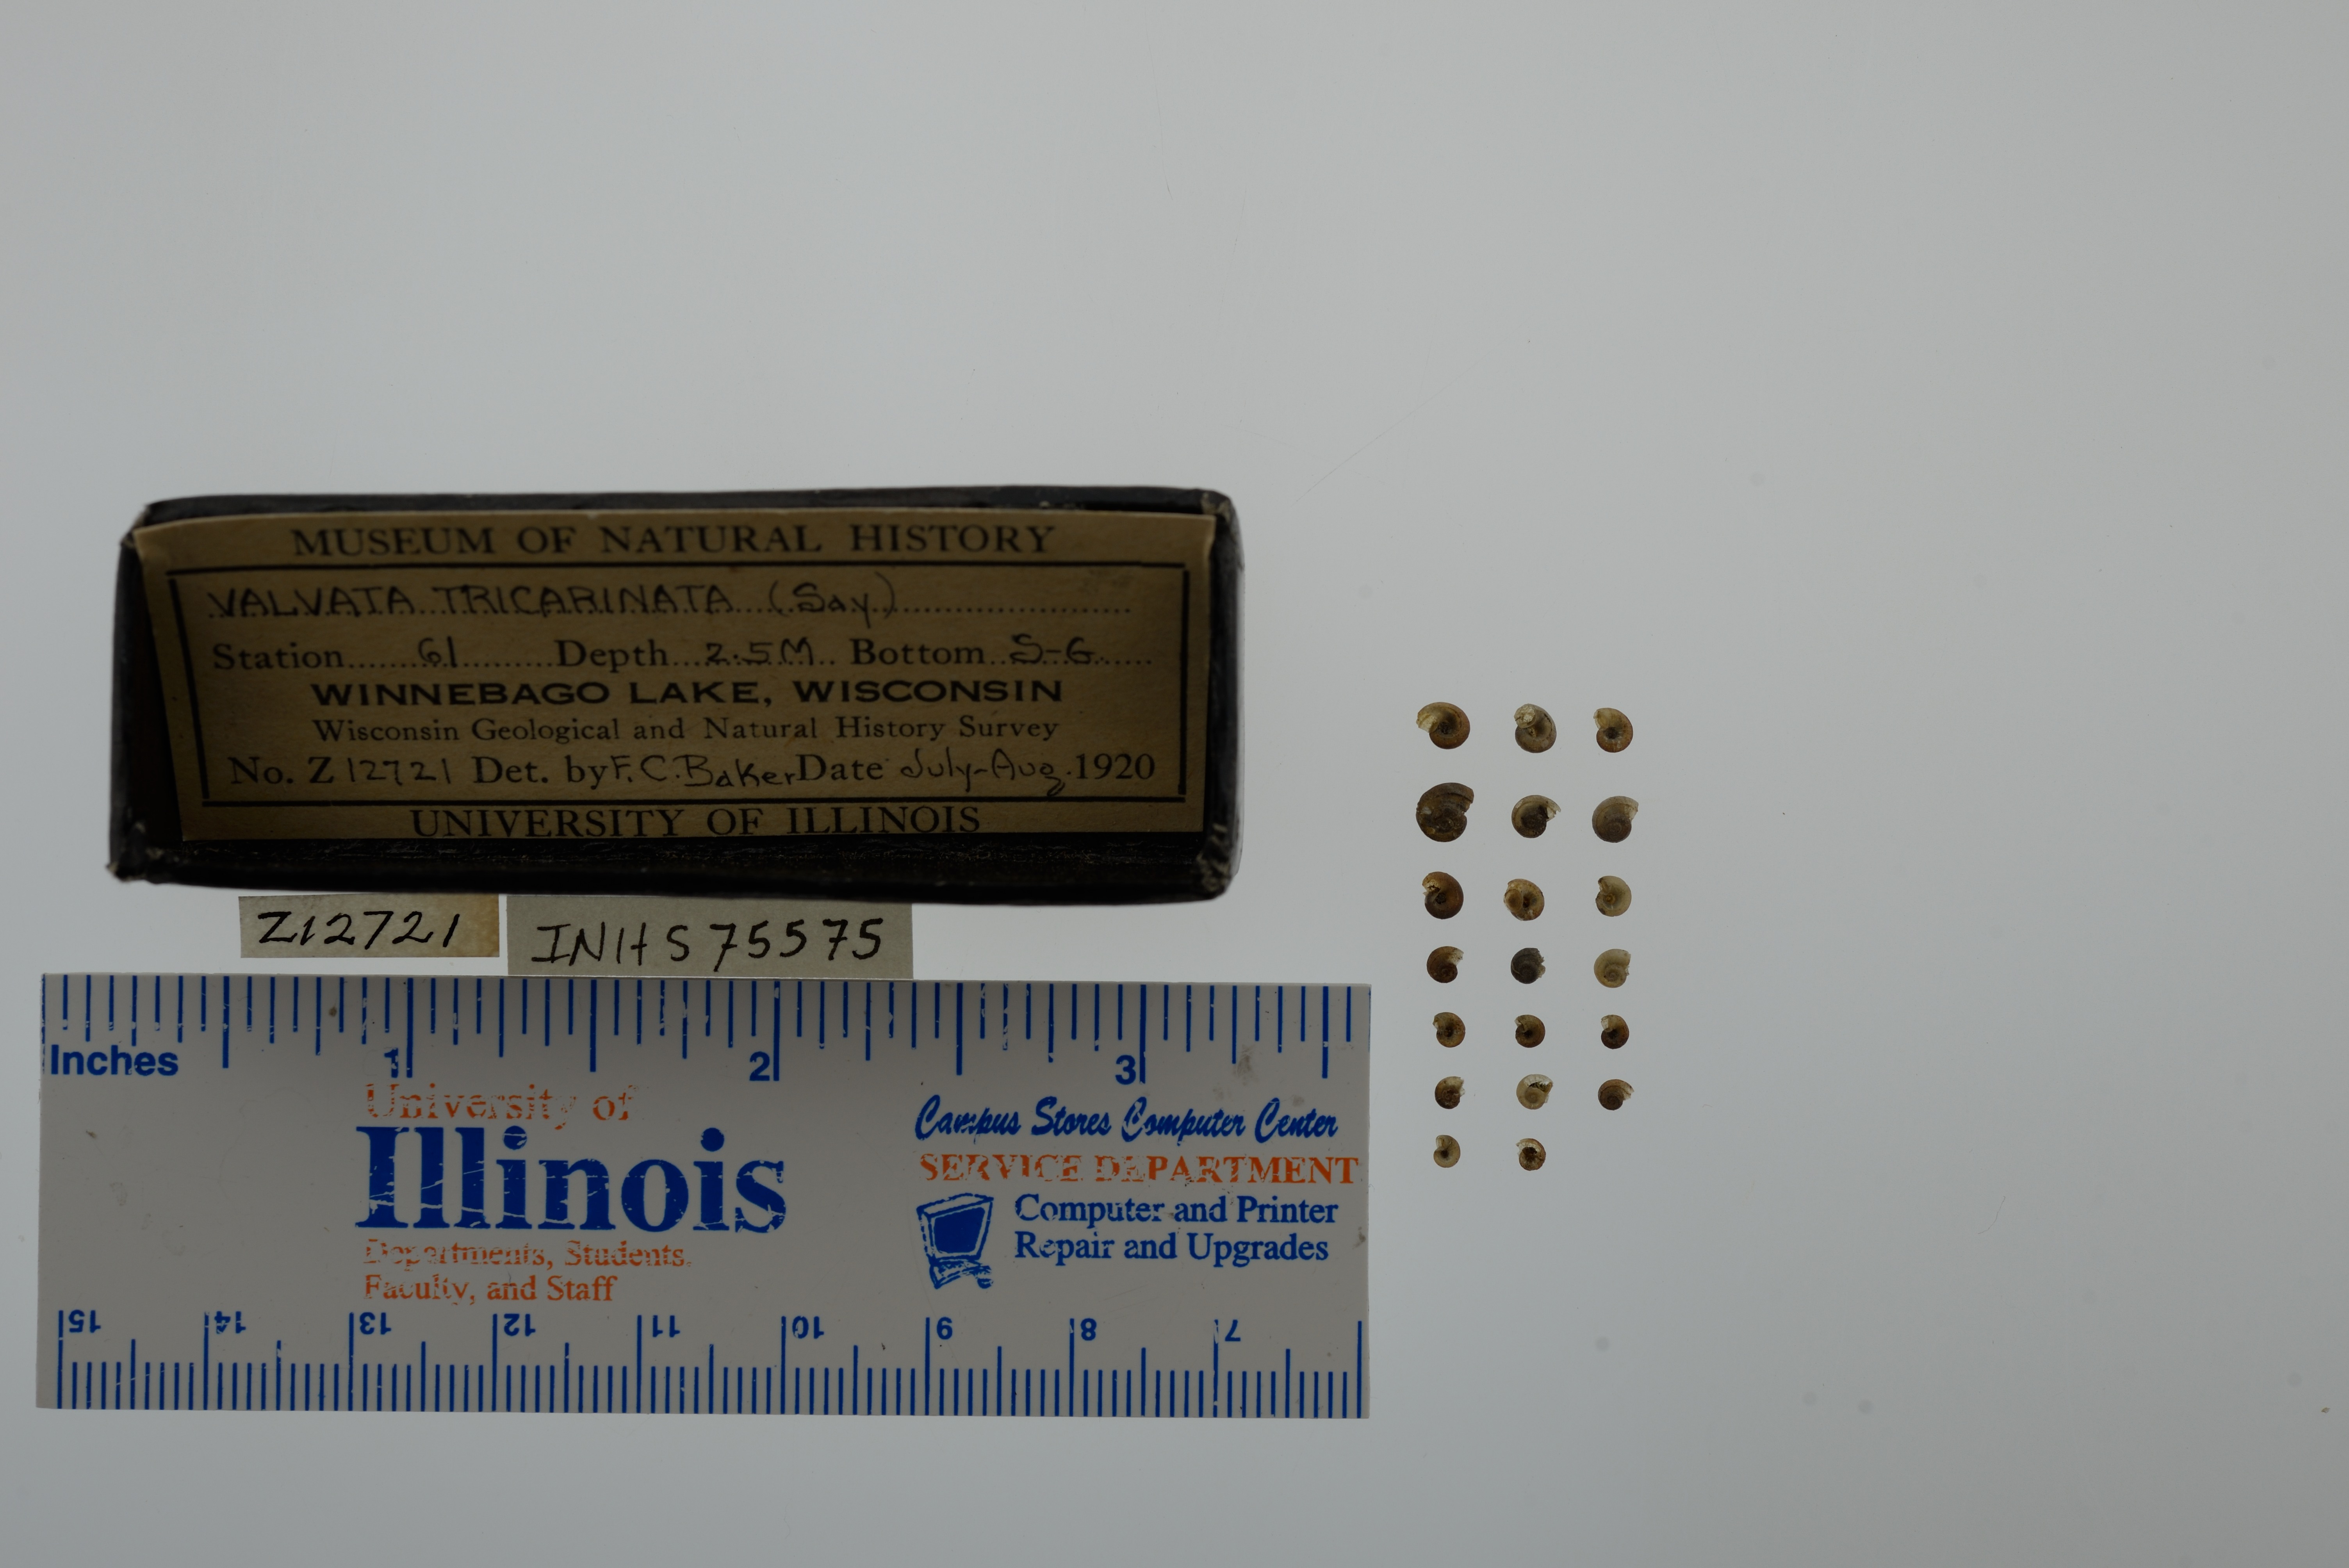 MUSEUM OF NATURAL HISTORY
VALVATA TRICARINATA (Say)
Station 61 Depth 2.5M Bottom S-G
WINNEBAGO LAKE, WISCONSIN
Wisconsin Geological and Natural History Survey
No. Z 12721 Det. by F.C. Baker Date July-Aug. 1920
UNIVERSITY OF ILLINOIS
Z12721
INHS 75575
Inches 1 2 3
University of
Illinois
Departments, Students,
Faculty, and Staff
Campus Stores Computer Center
SERVICE DEPARTMENT
Computer and Printer
Repair and Upgrades
15 14 13 12 11 10 9 8 7